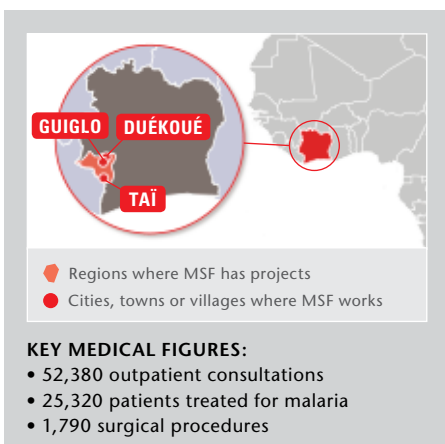 GUIGLO DUÉKOUÉ
TAÏ
Regions where MSF has projects
Cities, towns or villages where MSF works
KEY MEDICAL FIGURES:
• 52,380 outpatient consultations
• 25,320 patients treated for malaria
• 1,790 surgical procedures